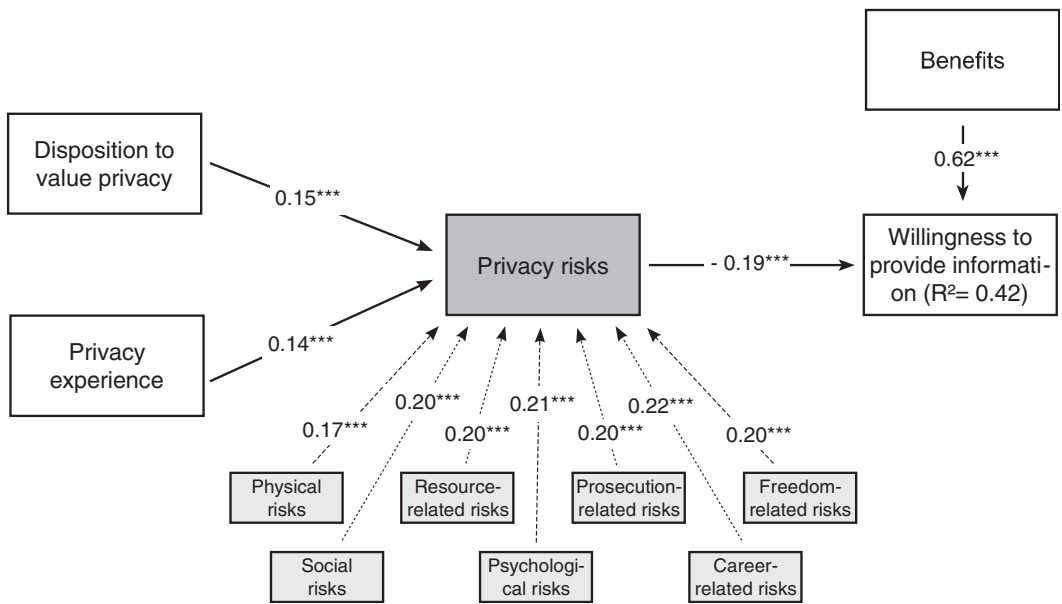 Benefits
0.62***
Disposition to
value privacy
0.15***
Privacy risks
- 0.19***
Willingness to
provide informati-
on (R²= 0.42)
Privacy
experience
0.14***
0.17***
0.20***
0.20***
0.21***
0.20***
0.22***
0.20***
Physical
risks
Resource-
related risks
Prosecution-
related risks
Freedom-
related risks
Social
risks
Psychologi-
cal risks
Career-
related risks